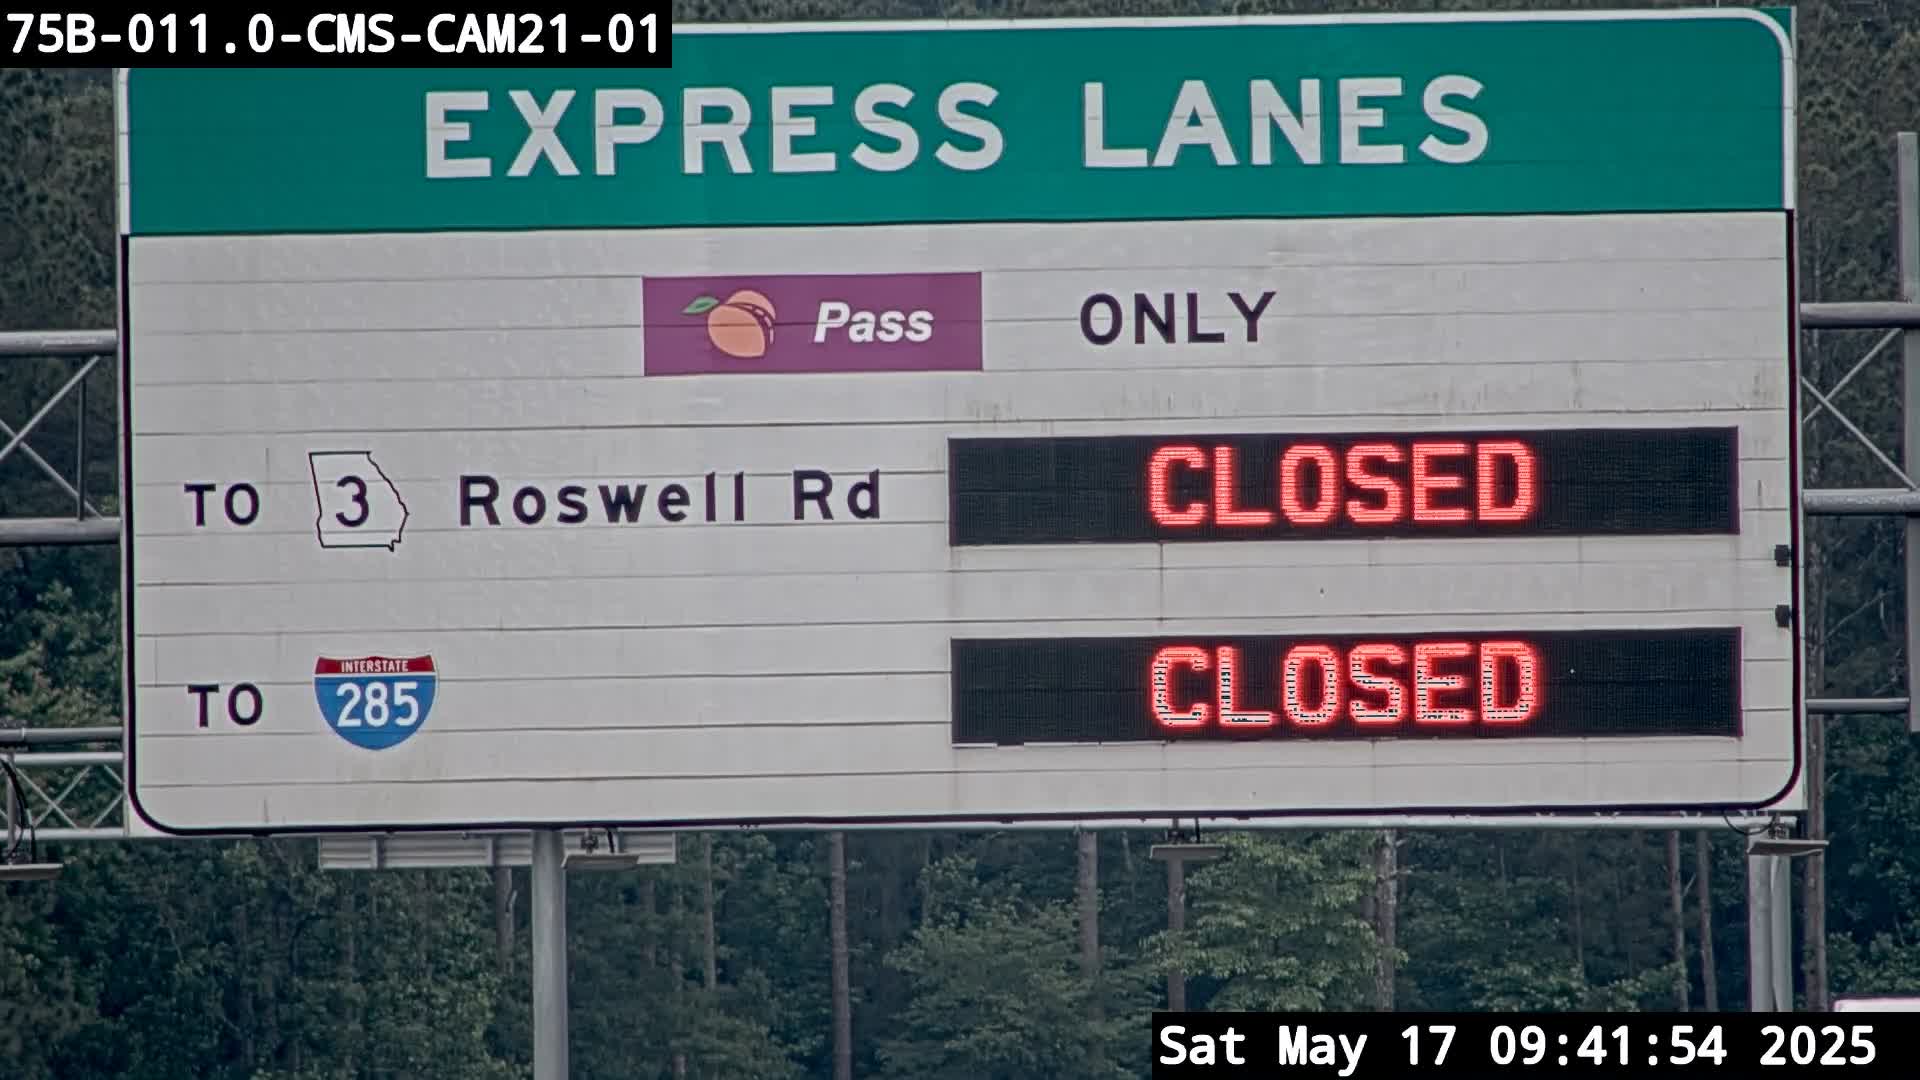 75B-011.0-CMS-CAM21-01
EXPRESS LANES
Pass ONLY
TO 3 Roswell Rd CLOSED
TO INTERSTATE 285 CLOSED
Sat May 17 09:41:54 2025